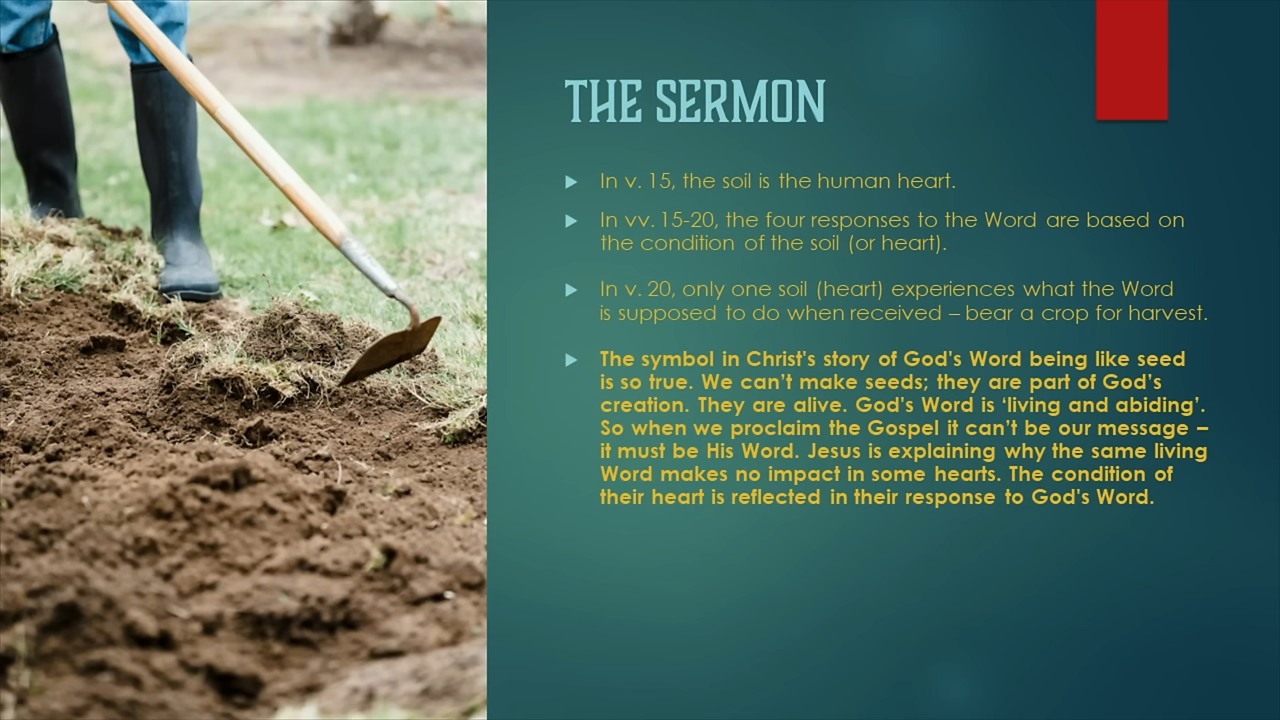 THE SERMON
In v. 15, the soil is the human heart.
In vv. 15-20, the four responses to the Word are based on
the condition of the soil (or heart).
In v. 20, only one soil (heart) experiences what the Word
is supposed to do when received – bear a crop for harvest.
The symbol in Christ's story of God's Word being like seed
is so true. We can’t make seeds; they are part of God’s
creation. They are alive. God's Word is ‘living and abiding’.
So when we proclaim the Gospel it can’t be our message –
it must be His Word. Jesus is explaining why the same living
Word makes no impact in some hearts. The condition of
their heart is reflected in their response to God's Word.